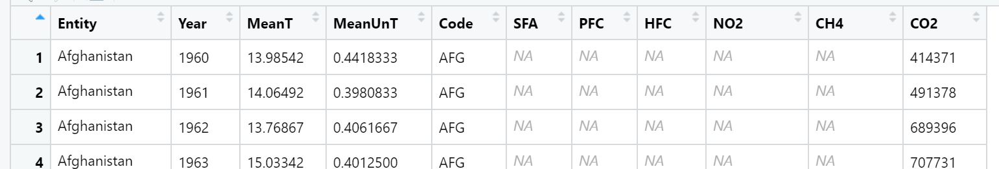 Entity Year MeanT MeanUnT Code SFA PFC HFC NO2 CH4 CO2
1 Afghanistan 1960 13.98542 0.4418333 AFG NA NA NA NA NA 414371
2 Afghanistan 1961 14.06492 0.3980833 AFG NA NA NA NA NA 491378
3 Afghanistan 1962 13.76867 0.4061667 AFG NA NA NA NA NA 689396
4 Afghanistan 1963 15.03342 0.4012500 AFG NA NA NA NA NA 707731